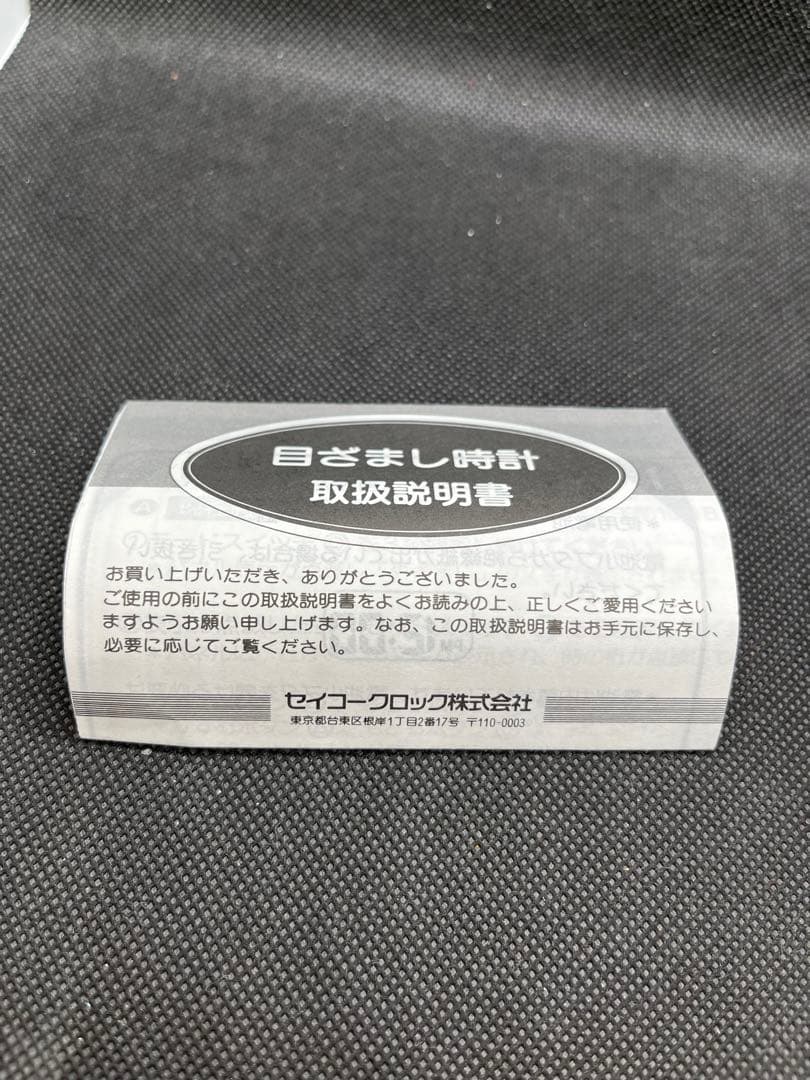 目ざまし時計
取扱説明書
お買い上げいただき、ありがとうございました。
ご使用の前にこの取扱説明書をよくお読みの上、正しくご愛用ください
ますようお願い申し上げます。なお、この取扱説明書はお手元に保存し、
必要に応じてご覧ください。
セイコークロック株式会社
東京都台東区根岸1丁目2番17号 〒110-0003